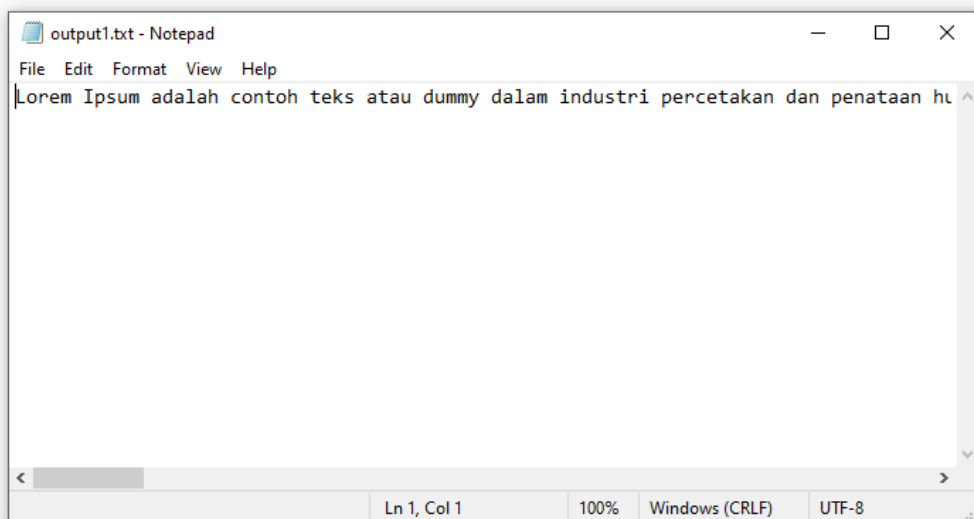 output1.txt - Notepad
File Edit Format View Help
Lorem Ipsum adalah contoh teks atau dummy dalam industri percetakan dan penataan
Ln 1, Col 1 100% Windows (CRLF) UTF-8